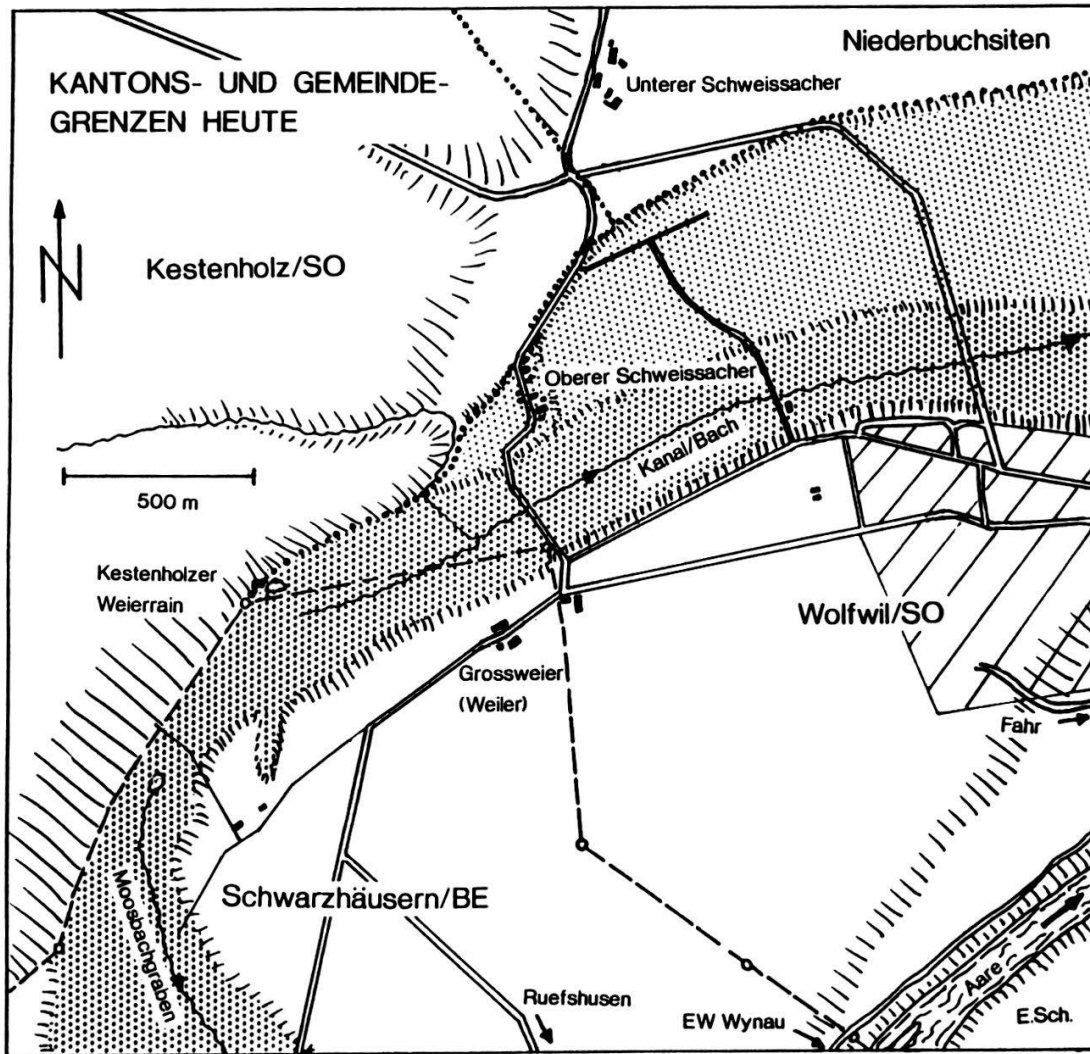 KANTONS- UND GEMEINDE-
GRENZEN HEUTE
Niederbuchsiten
Unterer Schweissacher
N
Kestenholz/SO
Oberer Schweissacher
Kanal/Bach
500 m
Kestenholzer
Weierrain
Wolfwil/SO
Grossweier
(Weiler)
Fahr
Schwarzhäusern/BE
Moosbachgraben
Ruefshusen
EW Wynau
Aare
E.Sch.